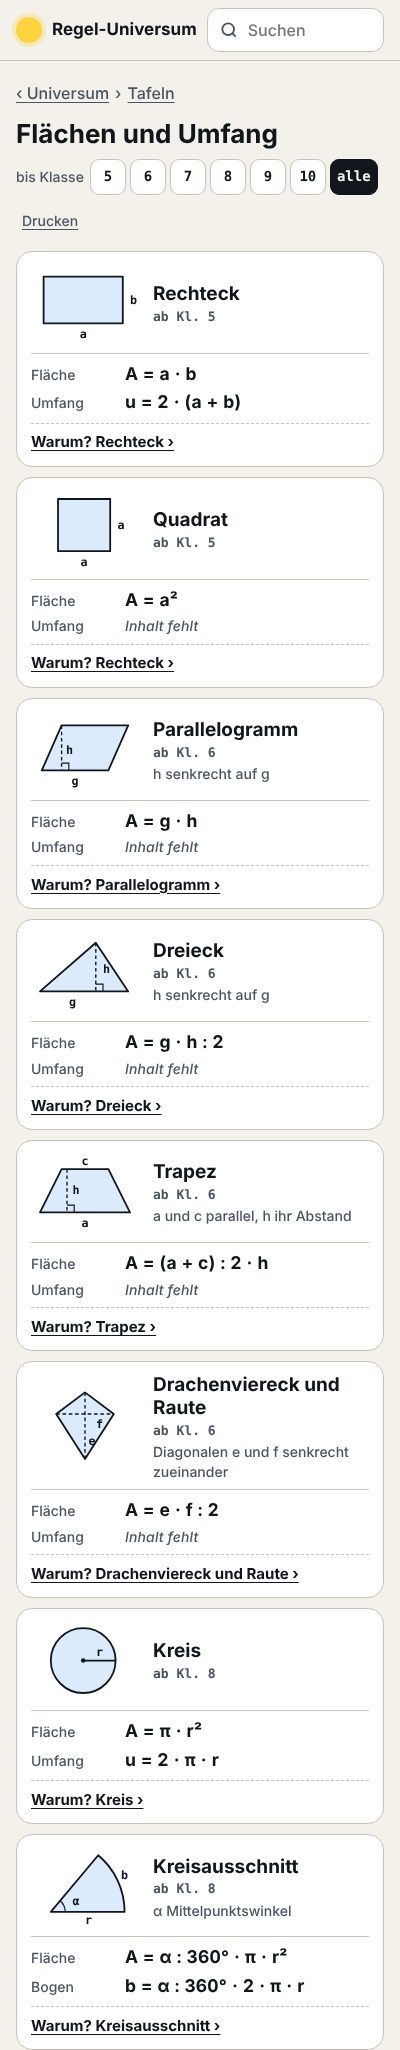 Regel-Universum
Suchen
‹ Universum › Tafeln
Flächen und Umfang
bis Klasse 5 6 7 8 9 10 alle
Drucken
b
a
Rechteck
ab Kl. 5
Fläche A = a · b
Umfang u = 2 · (a + b)
Warum? Rechteck ›
a
a
Quadrat
ab Kl. 5
Fläche A = a²
Umfang Inhalt fehlt
Warum? Rechteck ›
h
g
Parallelogramm
ab Kl. 6
h senkrecht auf g
Fläche A = g · h
Umfang Inhalt fehlt
Warum? Parallelogramm ›
h
g
Dreieck
ab Kl. 6
h senkrecht auf g
Fläche A = g · h : 2
Umfang Inhalt fehlt
Warum? Dreieck ›
c
h
a
Trapez
ab Kl. 6
a und c parallel, h ihr Abstand
Fläche A = (a + c) : 2 · h
Umfang Inhalt fehlt
Warum? Trapez ›
f
e
Drachenviereck und
Raute
ab Kl. 6
Diagonalen e und f senkrecht
zueinander
Fläche A = e · f : 2
Umfang Inhalt fehlt
Warum? Drachenviereck und Raute ›
r
Kreis
ab Kl. 8
Fläche A = π · r²
Umfang u = 2 · π · r
Warum? Kreis ›
b
α
r
Kreisausschnitt
ab Kl. 8
α Mittelpunktswinkel
Fläche A = α : 360° · π · r²
Bogen b = α : 360° · 2 · π · r
Warum? Kreisausschnitt ›